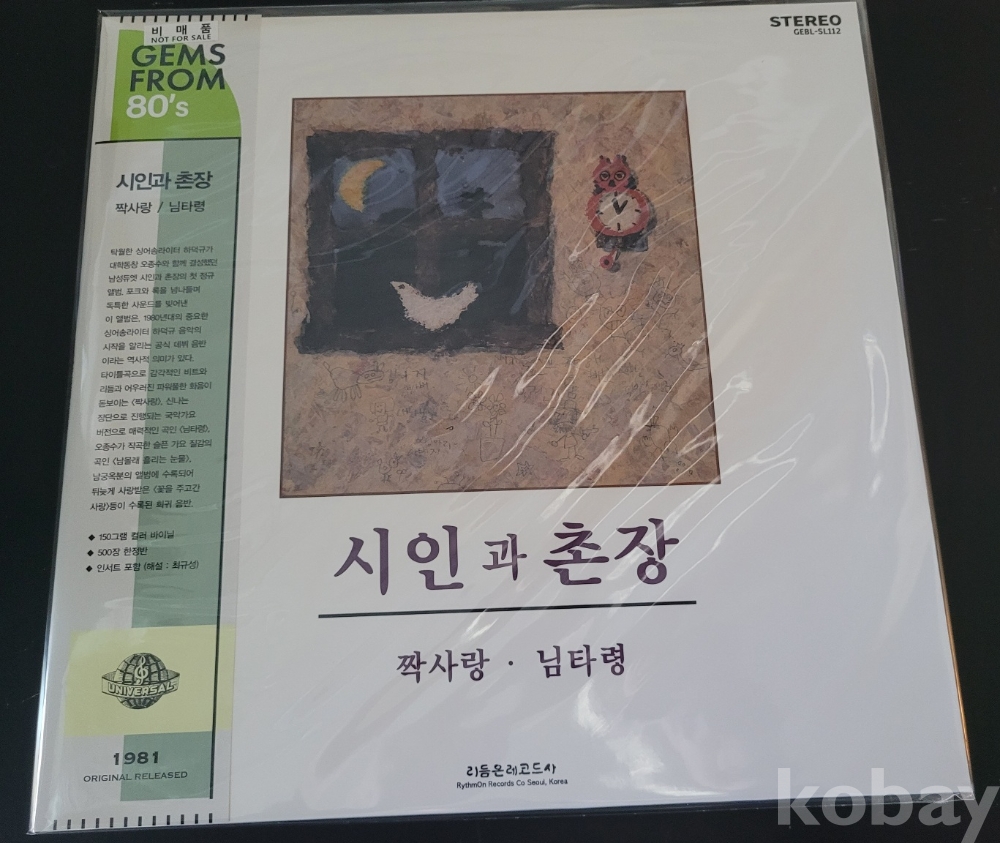 비 매 품
NOT FOR SALE
GEMS
FROM
80's
시인과 촌장
짝사랑 / 님타령
탁월한 싱어송라이터 하덕규가
대학동창 오종수와 함께 결성했던
남성듀엣 시인과 촌장의 첫 정규
앨범. 포크와 록을 넘나들며
독특한 사운드를 빚어낸
이 앨범은, 1980년대의 중요한
싱어송라이터 하덕규 음악의
시작을 알리는 공식 데뷔 음반
이라는 역사적 의미가 있다.
타이틀곡으로 감각적인 비트와
리듬과 어우러진 파워풀한 화음이
돋보이는 <짝사랑>, 신나는
장단으로 진행되는 국악가요
버전으로 매력적인 곡인 <님타령>,
오종수가 작곡한 슬픈 가요 질감의
곡인 <남몰래 흘리는 눈물>,
남궁옥분의 앨범에 수록되어
뒤늦게 사랑받은 <꽃을 주고간
사랑>등이 수록된 희귀 음반.
◆ 150그램 컬러 바이닐
◆ 500장 한정반
◆ 인서트 포함 (해설 : 최규성)
UNIVERSAL
1981
ORIGINAL RELEASED
STEREO
GEBL-SL112
시인과 촌장
짝사랑 · 님타령
리듬온레코드사
RythmOn Records Co Seoul, Korea
kobay